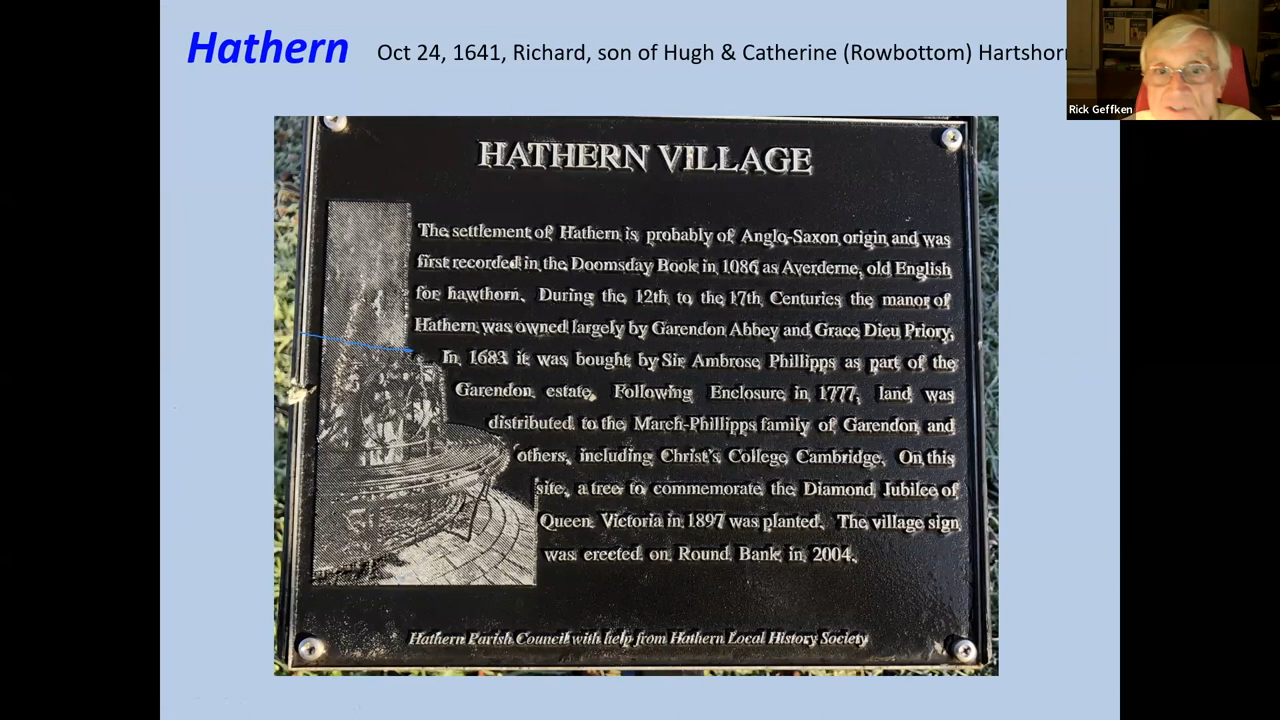 Hathern
Oct 24, 1641, Richard, son of Hugh & Catherine (Rowbottom)
Rick Geffken
HATHERN VILLAGE
The settlement of Hathern is probably of Anglo-Saxon origin and was
first recorded in the Doomsday Book in 1086 as Averderne, old English
for hawthorn. During the 12th to the 17th Centuries the manor of
Hathern was owned largely by Garendon Abbey and Grace Dieu Priory.
In 1683 it was bought by Sir Ambrose Phillipps as part of the
Garendon estate. Following Enclosure in 1777, land was
distributed to the March-Phillipps family of Garendon and
others, including Christ's College, Cambridge. On this
site, a tree to commemorate the Diamond Jubilee of
Queen Victoria in 1897 was planted. The village sign
was erected on Round Bank in 2004.
Hathern Parish Council with help from Hathern Local History Society